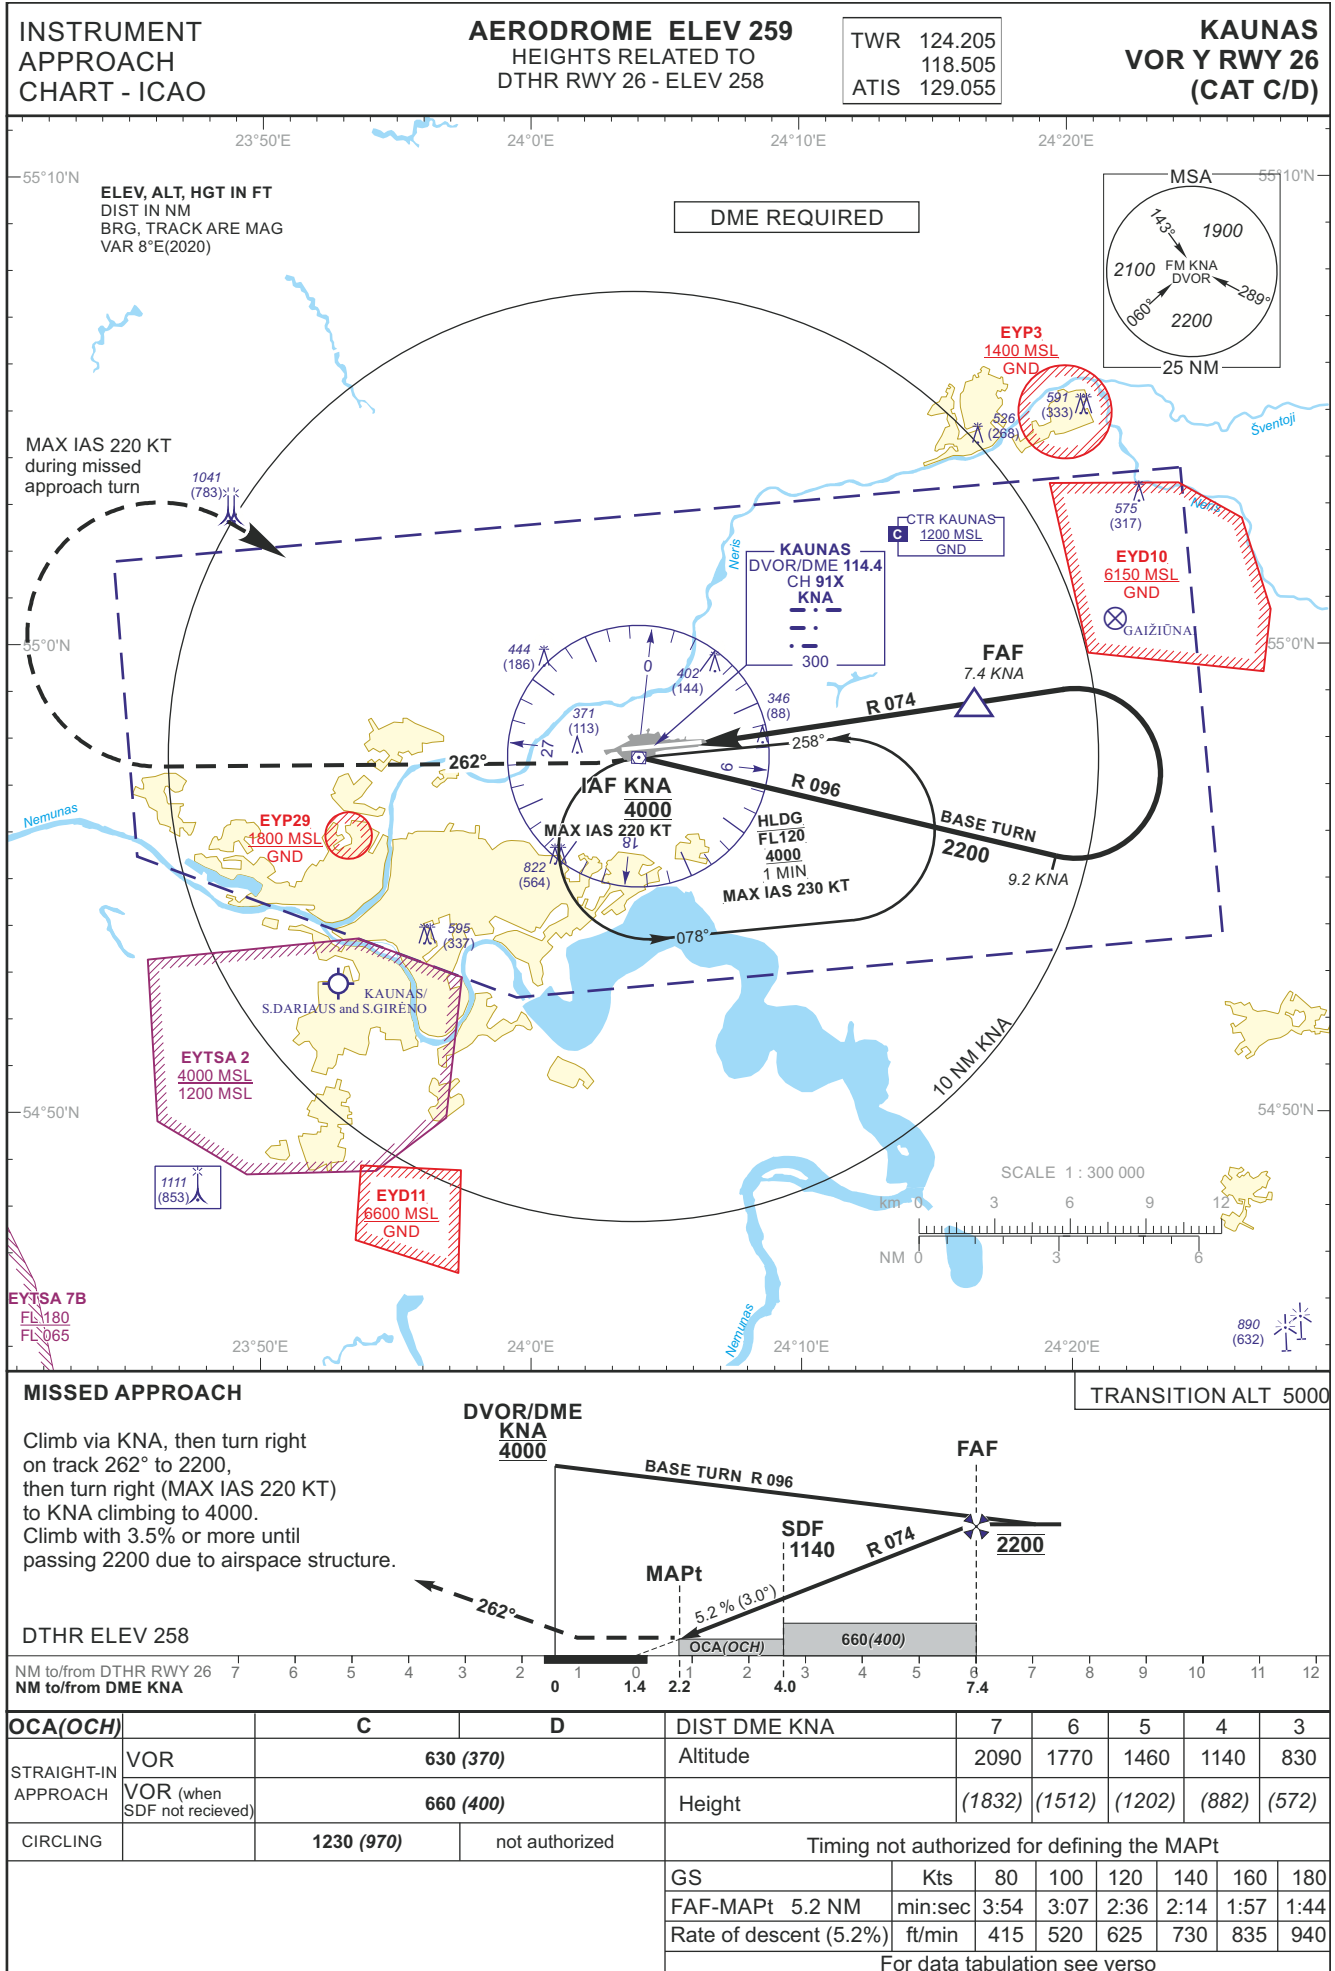 INSTRUMENT
APPROACH
CHART - ICAO
AERODROME ELEV 259
HEIGHTS RELATED TO
DTHR RWY 26 - ELEV 258
TWR 124.205
118.505
ATIS 129.055
KAUNAS
VOR Y RWY 26
(CAT C/D)
23°50'E
24°0'E
24°10'E
24°20'E
55°10'N
55°10'N
ELEV, ALT, HGT IN FT
DIST IN NM
BRG, TRACK ARE MAG
VAR 8°E(2020)
DME REQUIRED
MSA
143°
1900
2100
FM KNA
DVOR
060°
289°
2200
25 NM
EYP3
1400 MSL
GND
591
(333)
526
(268)
Šventoji
MAX IAS 220 KT
during missed
approach turn
1041
(783)
575
(317)
Neris
CTR KAUNAS
C
1200 MSL
GND
Neris
KAUNAS
DVOR/DME 114.4
CH 91X
KNA
300
EYD10
6150 MSL
GND
GAIŽIŪNAI
55°0'N
55°0'N
444
(186)
0
402
(144)
FAF
7.4 KNA
346
(88)
R 074
371
(113)
27
258°
9
262°
IAF KNA
4000
MAX IAS 220 KT
18
R 096
BASE TURN
2200
9.2 KNA
HLDG
FL120
4000
1 MIN
MAX IAS 230 KT
Nemunas
EYP29
1800 MSL
GND
822
(564)
078°
595
(337)
KAUNAS/
S.DARIAUS and S.GIRĖNO
EYTSA 2
4000 MSL
1200 MSL
10 NM KNA
54°50'N
54°50'N
1111
(853)
EYD11
6600 MSL
GND
SCALE 1 : 300 000
km 0 3 6 9 12
NM 0 3 6
EYTSA 7B
FL 180
FL 065
Nemunas
890
(632)
23°50'E
24°0'E
24°10'E
24°20'E
MISSED APPROACH
Climb via KNA, then turn right
on track 262° to 2200,
then turn right (MAX IAS 220 KT)
to KNA climbing to 4000.
Climb with 3.5% or more until
passing 2200 due to airspace structure.
TRANSITION ALT 5000
DVOR/DME
KNA
4000
BASE TURN R 096
FAF
SDF
1140
R 074
2200
MAPt
5.2 % (3.0°)
262°
OCA(OCH)
660(400)
DTHR ELEV 258
NM to/from DTHR RWY 26 7 6 5 4 3 2 1 0 1 2 3 4 5 6 7 8 9 10 11 12
NM to/from DME KNA 0 1.4 2.2 4.0 7.4
OCA(OCH) C D
STRAIGHT-IN
APPROACH
VOR 630 (370)
VOR (when
SDF not recieved) 660 (400)
CIRCLING 1230 (970) not authorized
DIST DME KNA 7 6 5 4 3
Altitude 2090 1770 1460 1140 830
Height (1832) (1512) (1202) (882) (572)
Timing not authorized for defining the MAPt
GS Kts 80 100 120 140 160 180
FAF-MAPt 5.2 NM min:sec 3:54 3:07 2:36 2:14 1:57 1:44
Rate of descent (5.2%) ft/min 415 520 625 730 835 940
For data tabulation see verso